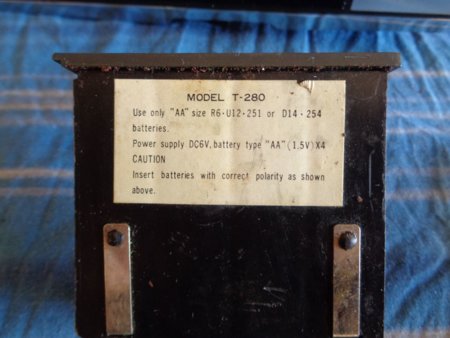 MODEL T-280
Use only "AA" size R6·U12·251 or D14·254
batteries.
Power supply DC6V, battery type "AA" (1.5V) X4
CAUTION
Insert batteries with correct polarity as shown
above.